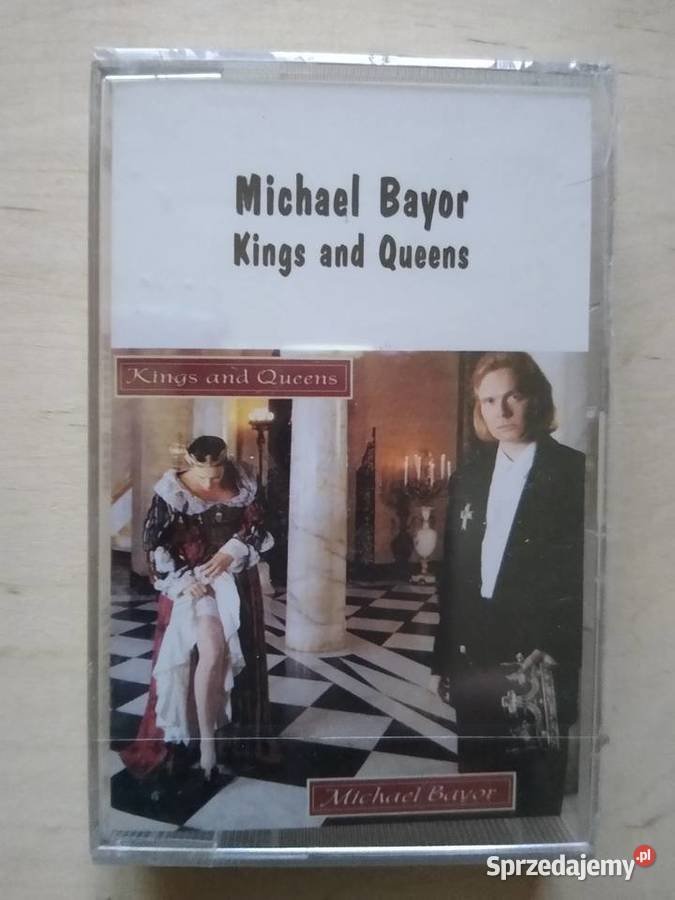 Michael Bayor
Kings and Queens
Kings and Queens
Michael Bayor
Sprzedajemy.pl